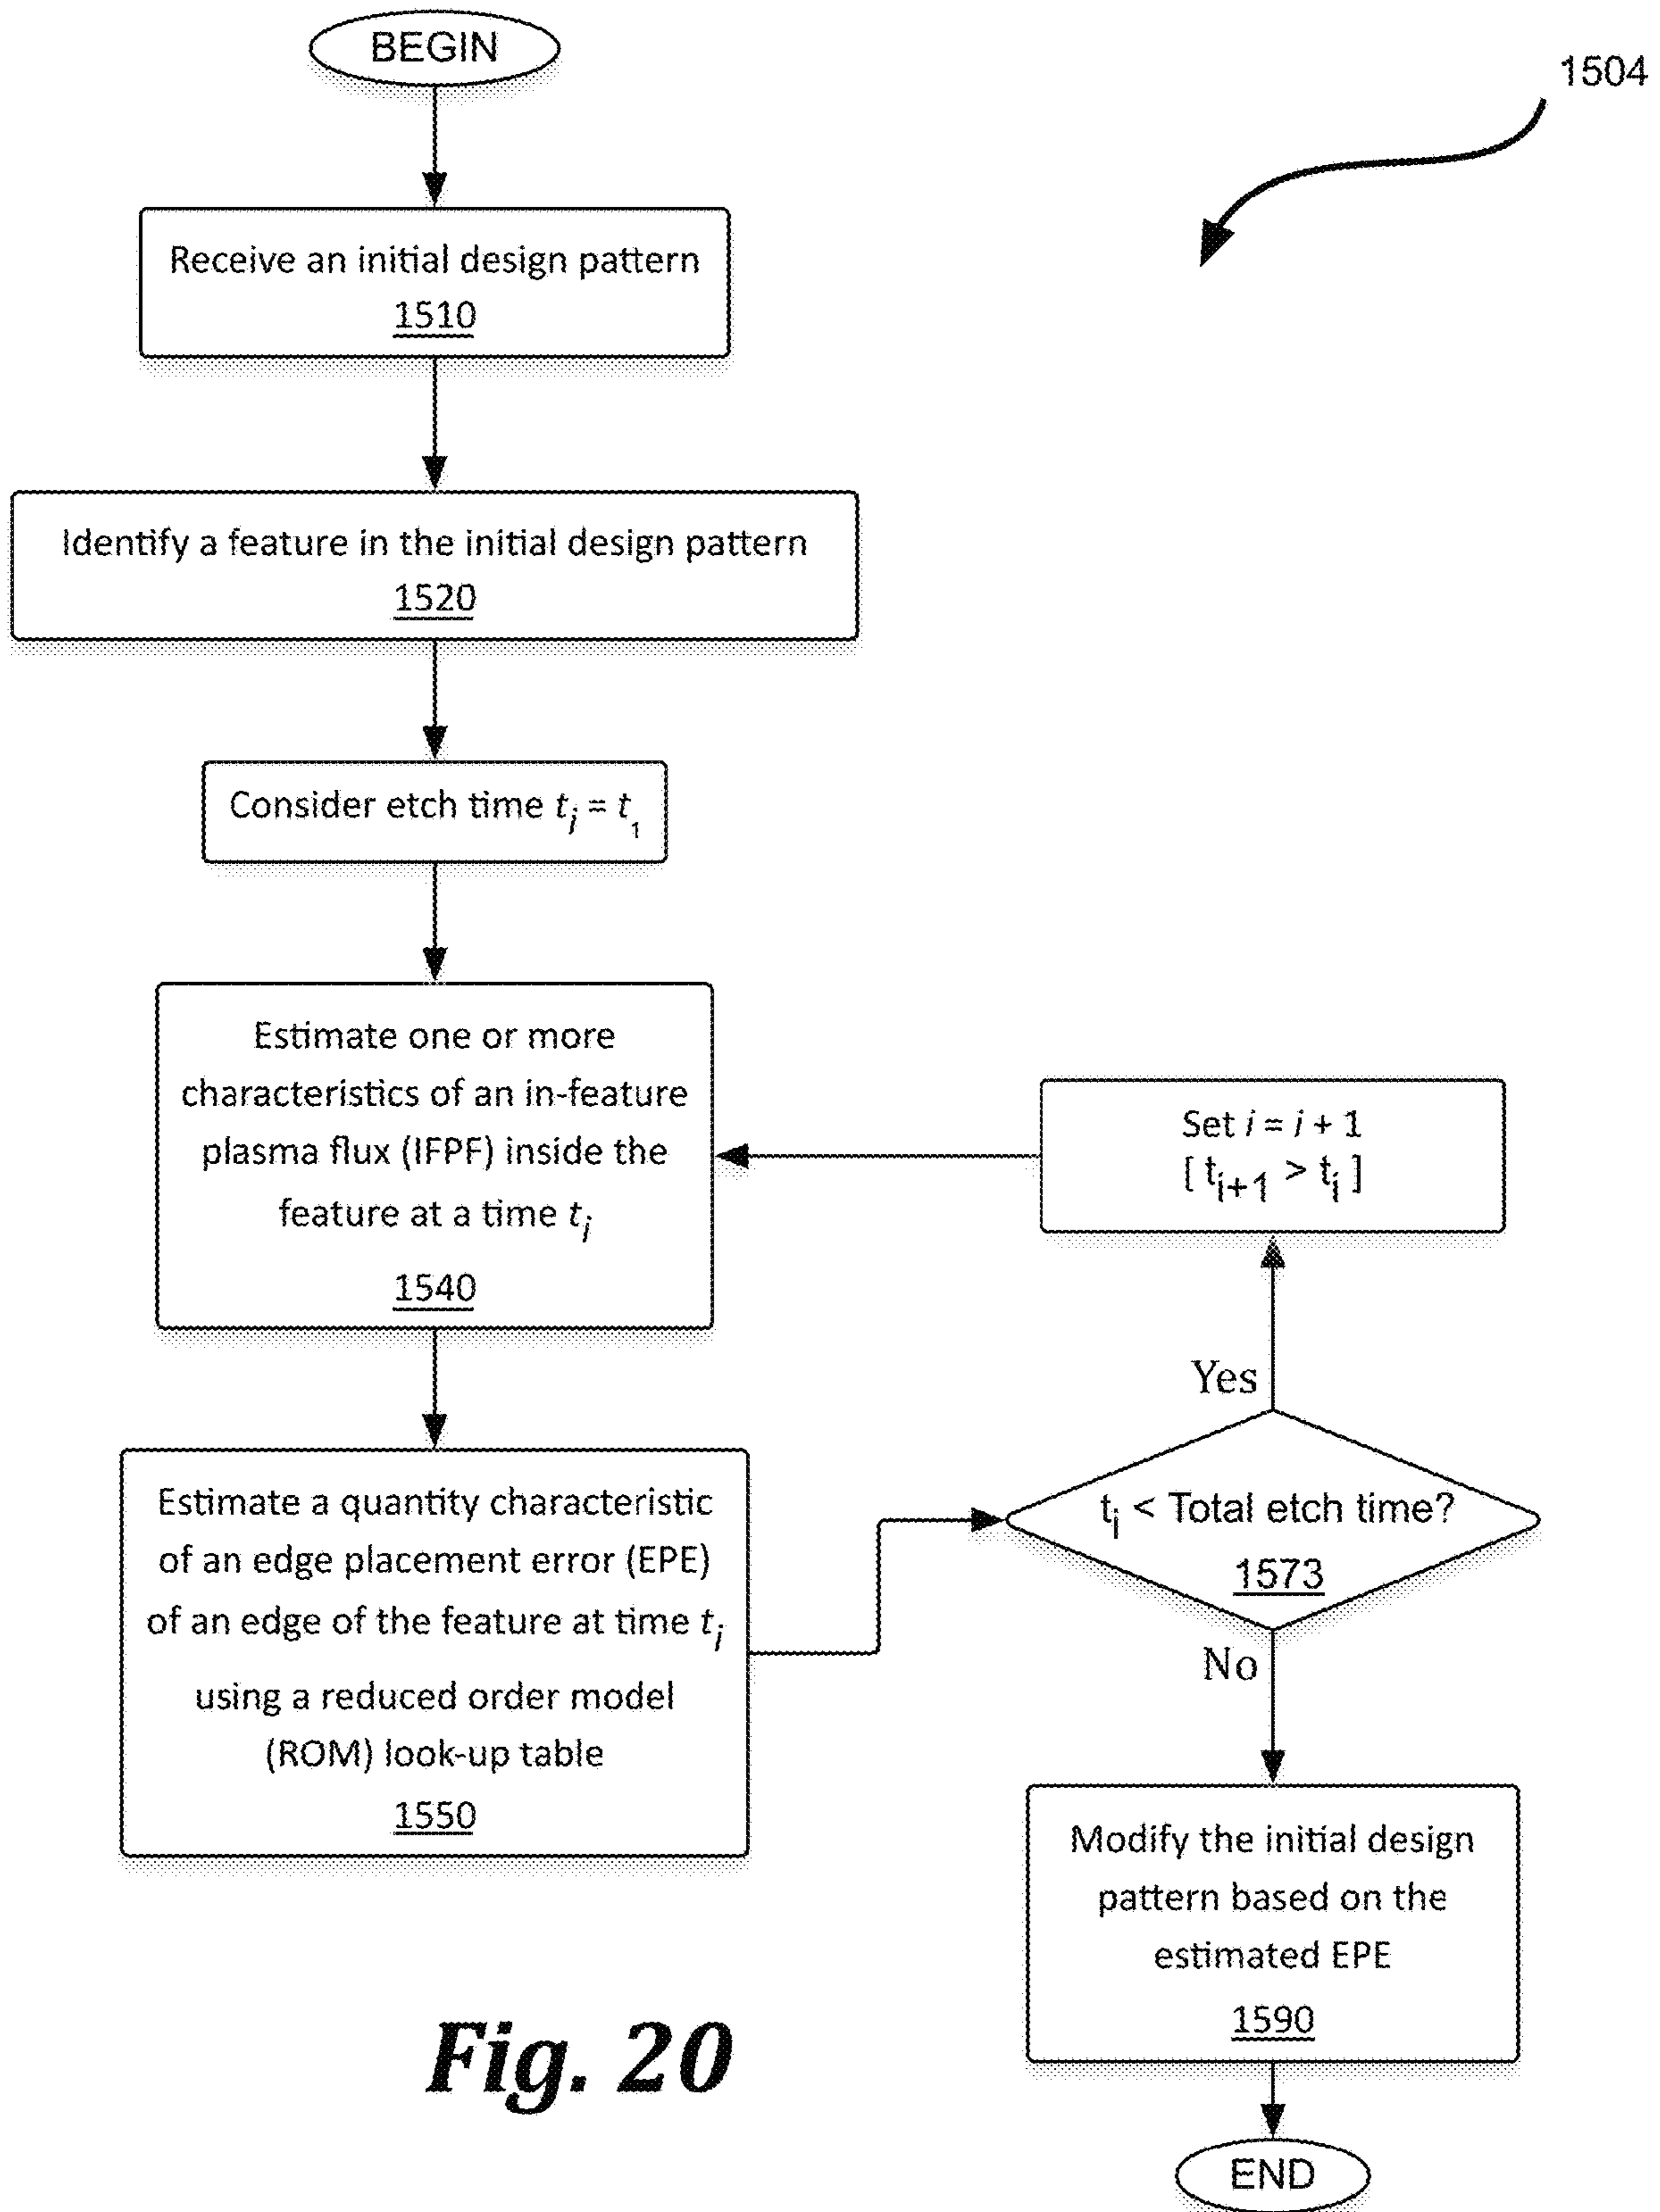 BEGIN
1504
Receive an initial design pattern
1510
Identify a feature in the initial design pattern
1520
Consider etch time tᵢ = t₁
Estimate one or more
characteristics of an in-feature
plasma flux (IFPF) inside the
feature at a time tᵢ
1540
Set i = i + 1
[ tᵢ₊₁ > tᵢ ]
Yes
Estimate a quantity characteristic
of an edge placement error (EPE)
of an edge of the feature at time tᵢ
using a reduced order model
(ROM) look-up table
1550
tᵢ < Total etch time?
1573
No
Modify the initial design
pattern based on the
estimated EPE
1590
END
Fig. 20